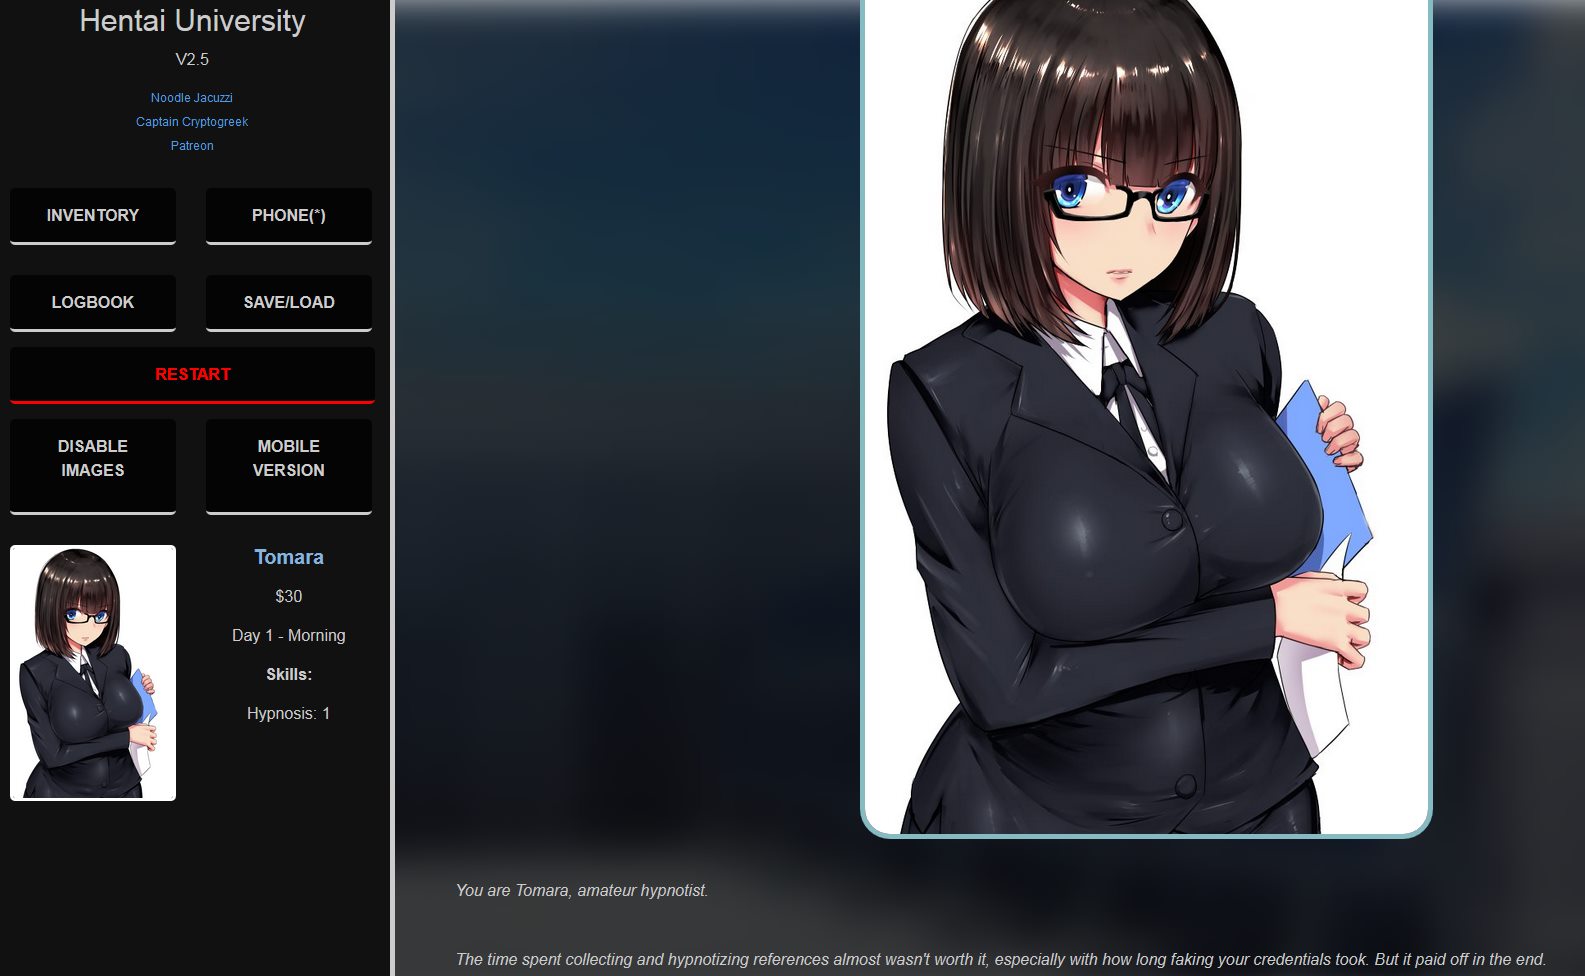 Hentai University
V2.5
Noodle Jacuzzi
Captain Cryptogreek
Patreon
INVENTORY
PHONE(*)
LOGBOOK
SAVE/LOAD
RESTART
DISABLE
IMAGES
MOBILE
VERSION
Tomara
$30
Day 1 - Morning
Skills:
Hypnosis: 1
You are Tomara, amateur hypnotist.
The time spent collecting and hypnotizing references almost wasn't worth it, especially with how long faking your credentials took. But it paid off in the end.